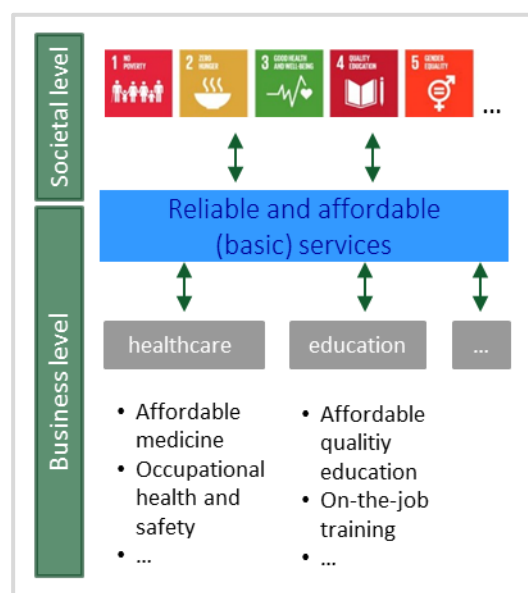 Societal level
1 NO
POVERTY
2 ZERO
HUNGER
3 GOOD HEALTH
AND WELL-BEING
4 QUALITY
EDUCATION
5 GENDER
EQUALITY
...
Business level
Reliable and affordable
(basic) services
healthcare
education
...
• Affordable
medicine
• Occupational
health and
safety
• ...
• Affordable
qualitiy
education
• On-the-job
training
• ...